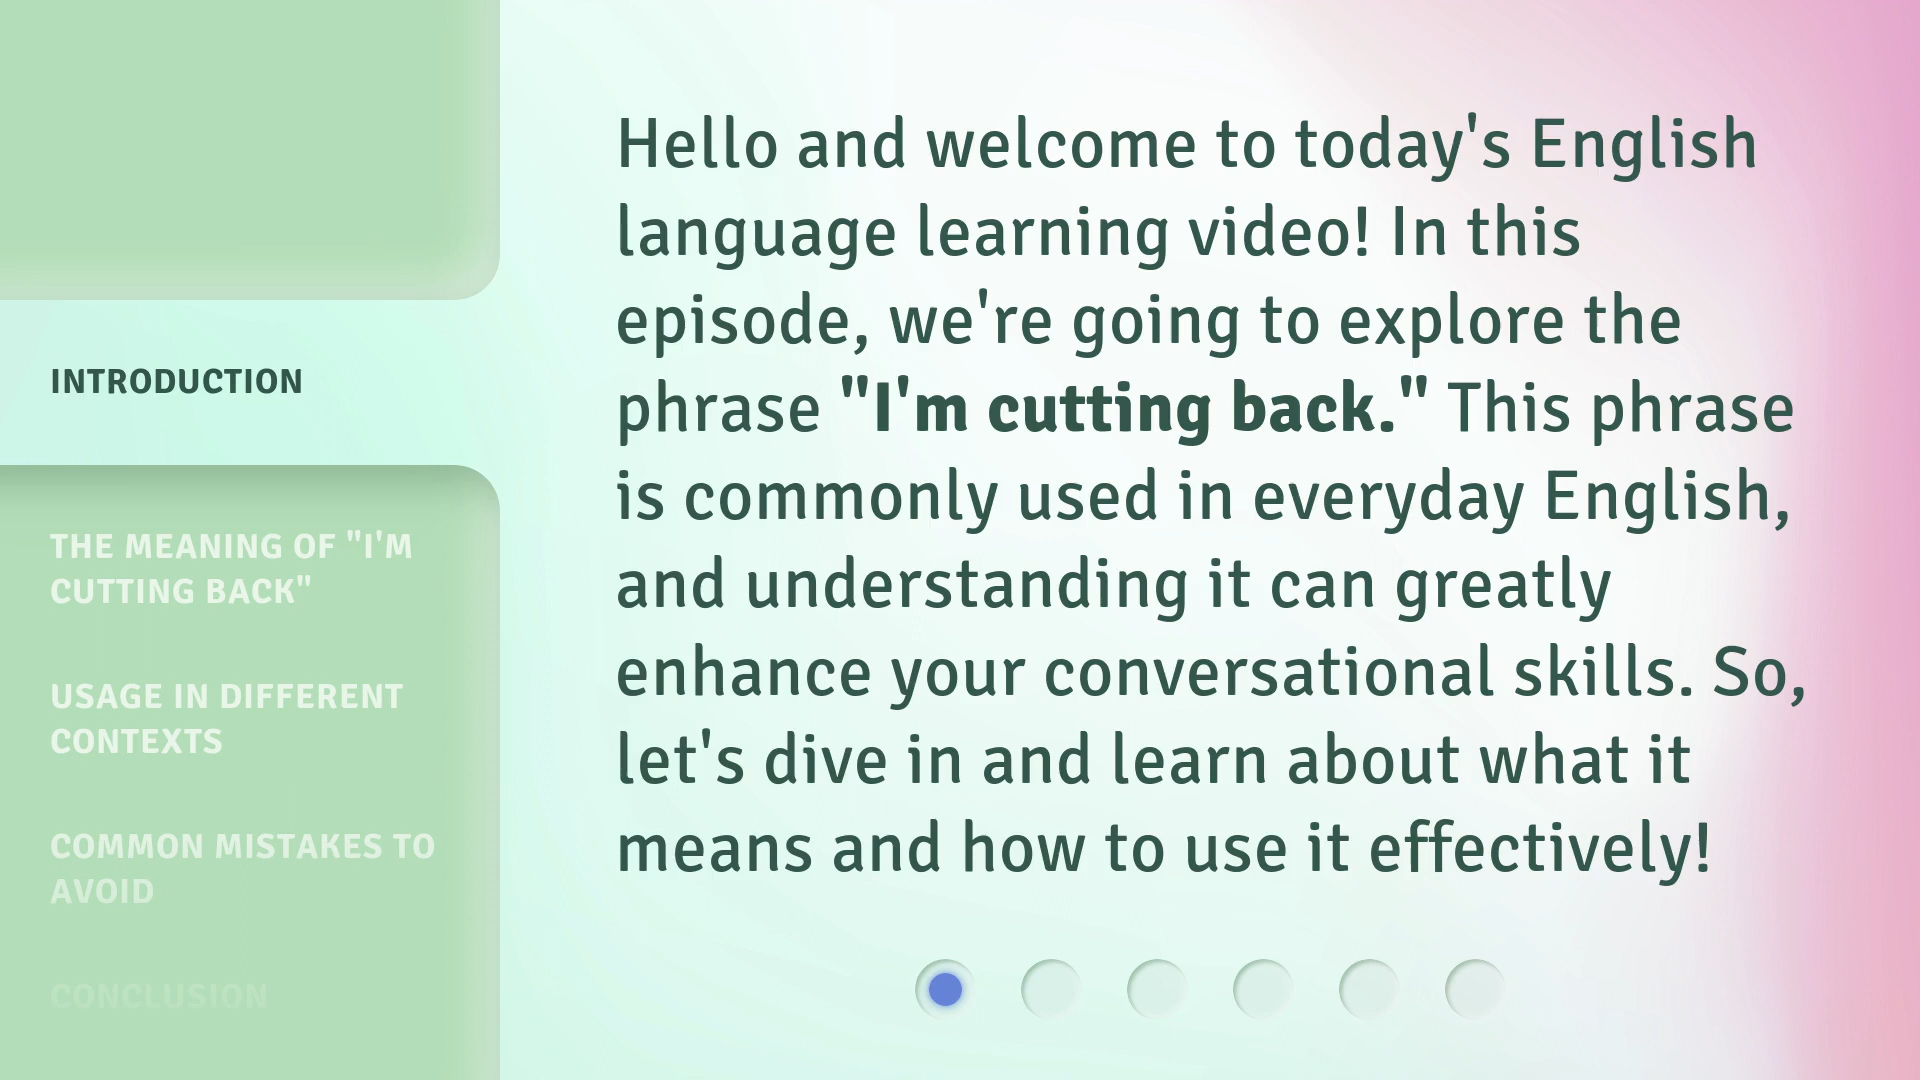 INTRODUCTION
THE MEANING OF "I'M
CUTTING BACK"
USAGE IN DIFFERENT
CONTEXTS
COMMON MISTAKES TO
AVOID
CONCLUSION
Hello and welcome to today's English
language learning video! In this
episode, we're going to explore the
phrase "I'm cutting back." This phrase
is commonly used in everyday English,
and understanding it can greatly
enhance your conversational skills. So,
let's dive in and learn about what it
means and how to use it effectively!